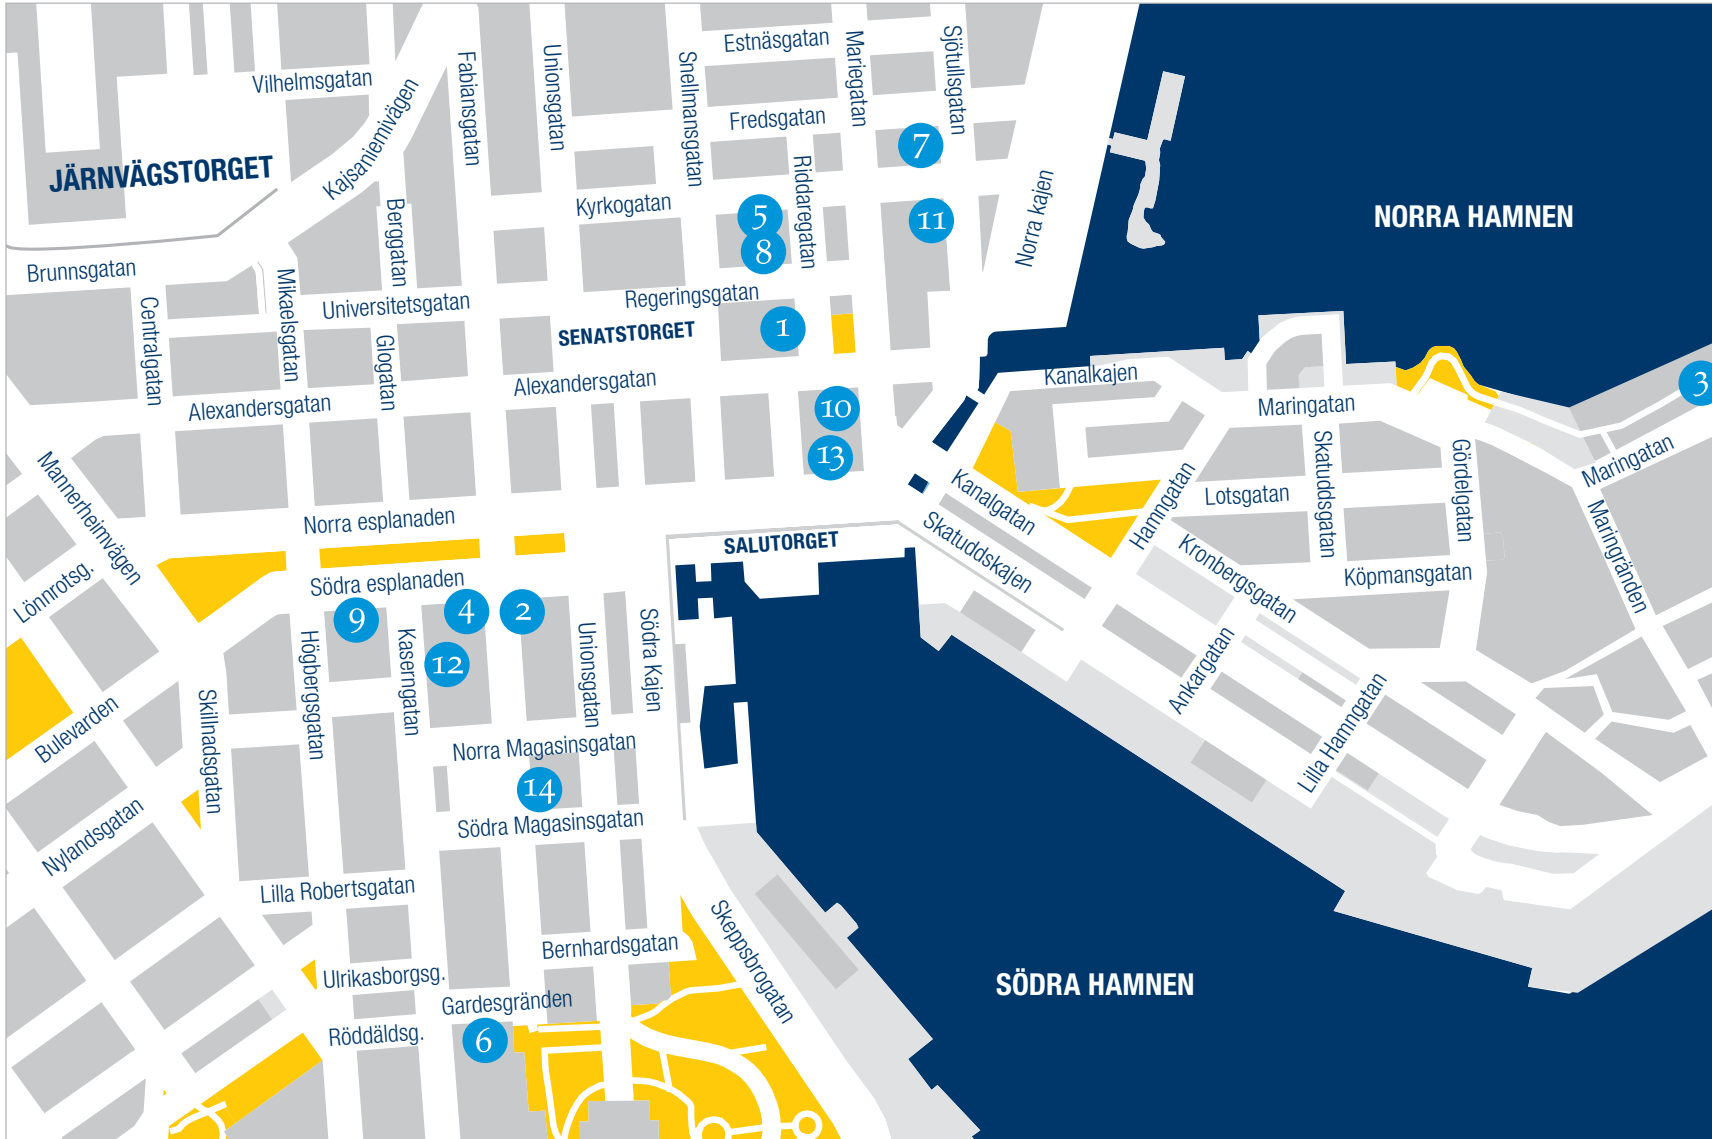 Estnäsgatan
Mariegatan
Sjötullsgatan
Fabiansgatan
Unionsgatan
Snellmansgatan
Vilhelmsgatan
Kajsaniemivägen
Fredsgatan
7
JÄRNVÄGSTORGET
Riddaregatan
Norra kajen
NORRA HAMNEN
Kyrkogatan
5
11
8
Berggatan
Brunnsgatan
Mikaelsgatan
Centralgatan
Universitetsgatan
Regeringsgatan
SENATSTORGET
1
Glogatan
Alexandersgatan
Alexandersgatan
Kanalkajen
Maringatan
3
10
13
Mannerheimvägen
Skatuddsgatan
Gördelgatan
Maringatan
Kanalgatan
Hamngatan
Lotsgatan
Norra esplanaden
Skatuddskajen
SALUTORGET
Kronbergsgatan
Maringränden
Lönnrotsg.
Södra esplanaden
Köpmansgatan
9
4
2
12
Högbergsgatan
Kaserngatan
Unionsgatan
Södra Kajen
Ankargatan
Bulevarden
Skillnadsgatan
Lilla Hamngatan
Norra Magasinsgatan
14
Nylandsgatan
Södra Magasinsgatan
Lilla Robertsgatan
Skeppsbrogatan
Bernhardsgatan
Ulrikasborgsg.
SÖDRA HAMNEN
Gardesgränden
Röddäldsg.
6